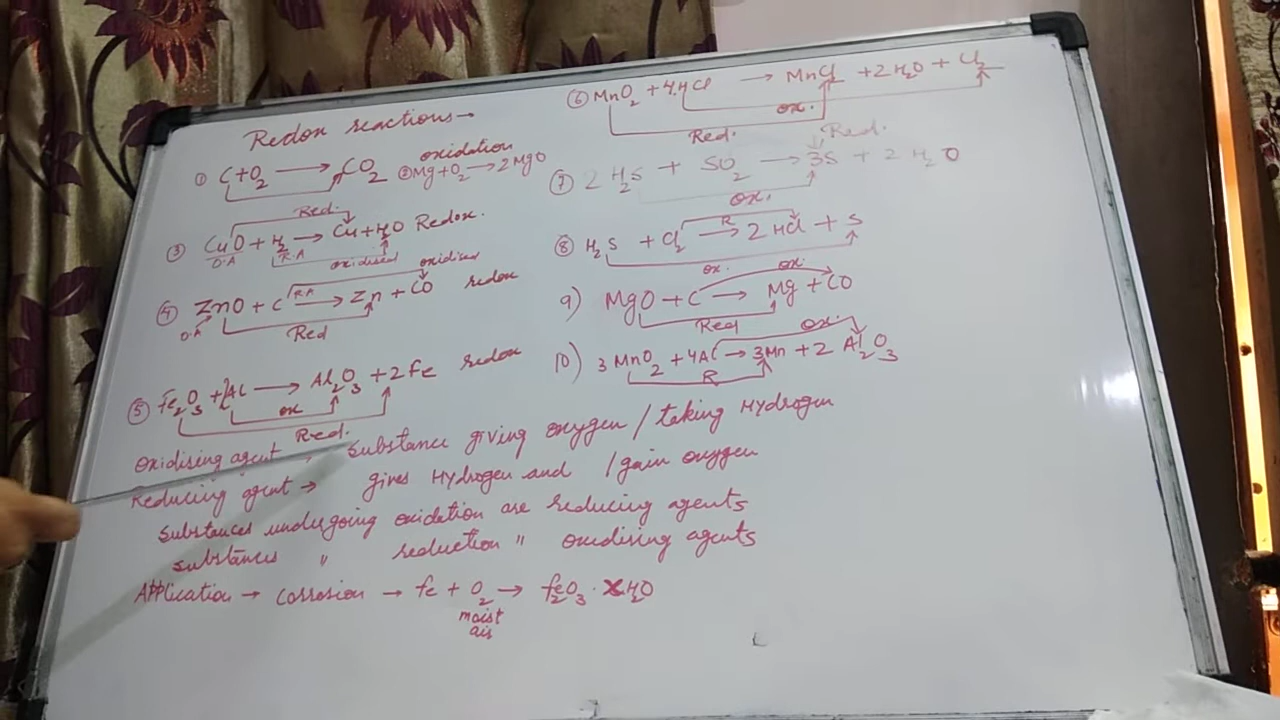 Redox reactions →
① C+O2 → CO2 ② Mg+O2 → 2MgO
oxidation
Red.
③ CuO + H2 → Cu+H2O Redox.
O.A R.A oxidised
oxidised
④ ZnO + C → Zn + CO redox
R.A
O.A Red
⑤ Fe2O3 + 2Al → Al2O3 + 2fe redox
ox
Red.
⑥ MnO2 + 4HCl → MnCl2 + 2H2O + Cl2
ox.
Red.
Red.
⑦ 2H2S + SO2 → 3S + 2H2O
ox.
R
⑧ H2S + Cl2 → 2HCl + S
ox.
ox.
9) MgO + C → Mg + CO
Red
ox.
10) 3MnO2 + 4Al → 3Mn + 2Al2O3
R
Oxidising agent → Substance giving oxygen / taking Hydrogen
Reducing agent → gives Hydrogen and / gain oxygen
Substances undergoing oxidation are reducing agents
substances " reduction " oxidising agents
Application → Corrosion → fe + O2 → fe2O3 . XH2O
moist
air